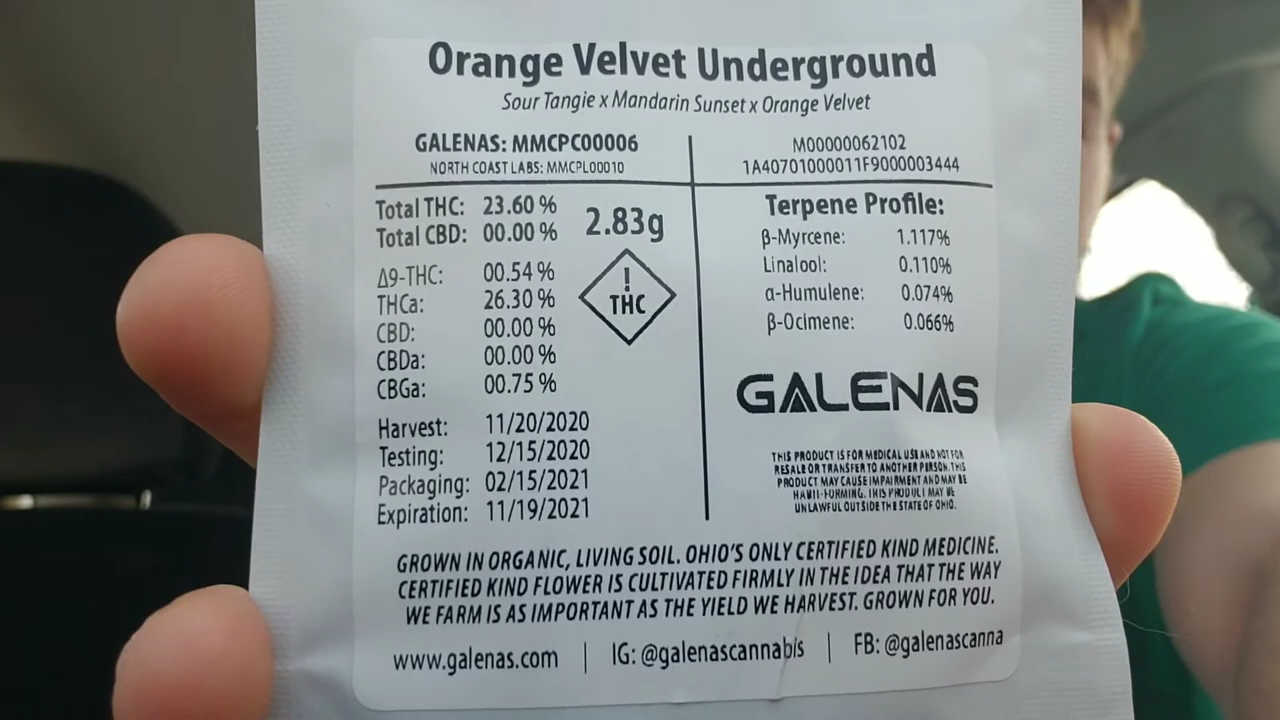 Orange Velvet Underground
Sour Tangie x Mandarin Sunset x Orange Velvet
GALENAS: MMCPC00006
NORTH COAST LABS: MMCPL00010
M00000062102
1A40701000011F9000003444
Total THC: 23.60 %
Total CBD: 00.00 %
2.83g
Δ9-THC: 00.54 %
THCa: 26.30 %
CBD: 00.00 %
CBDa: 00.00 %
CBGa: 00.75 %
!
THC
Harvest: 11/20/2020
Testing: 12/15/2020
Packaging: 02/15/2021
Expiration: 11/19/2021
Terpene Profile:
β-Myrcene: 1.117%
Linalool: 0.110%
α-Humulene: 0.074%
β-Ocimene: 0.066%
GALENAS
THIS PRODUCT IS FOR MEDICAL USE AND NOT FOR
RESALE OR TRANSFER TO ANOTHER PERSON. THIS
PRODUCT MAY CAUSE IMPAIRMENT AND MAY BE
HABIT-FORMING. THIS PRODUCT MAY BE
UNLAWFUL OUTSIDE THE STATE OF OHIO.
GROWN IN ORGANIC, LIVING SOIL. OHIO'S ONLY CERTIFIED KIND MEDICINE.
CERTIFIED KIND FLOWER IS CULTIVATED FIRMLY IN THE IDEA THAT THE WAY
WE FARM IS AS IMPORTANT AS THE YIELD WE HARVEST. GROWN FOR YOU.
www.galenas.com | IG: @galenascannabis | FB: @galenascanna